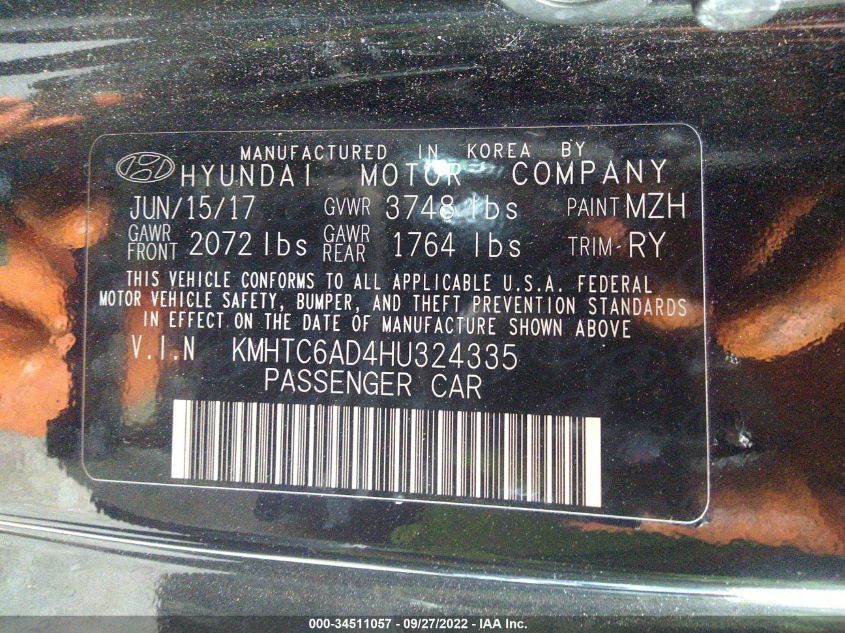 MANUFACTURED IN KOREA BY
HYUNDAI MOTOR COMPANY
JUN/15/17 GVWR 3748 lbs PAINT MZH
GAWR FRONT 2072 lbs GAWR REAR 1764 lbs TRIM-RY
THIS VEHICLE CONFORMS TO ALL APPLICABLE U.S.A. FEDERAL
MOTOR VEHICLE SAFETY, BUMPER, AND THEFT PREVENTION STANDARDS
IN EFFECT ON THE DATE OF MANUFACTURE SHOWN ABOVE
V.I.N KMHTC6AD4HU324335
PASSENGER CAR
000-34511057 - 09/27/2022 - IAA Inc.